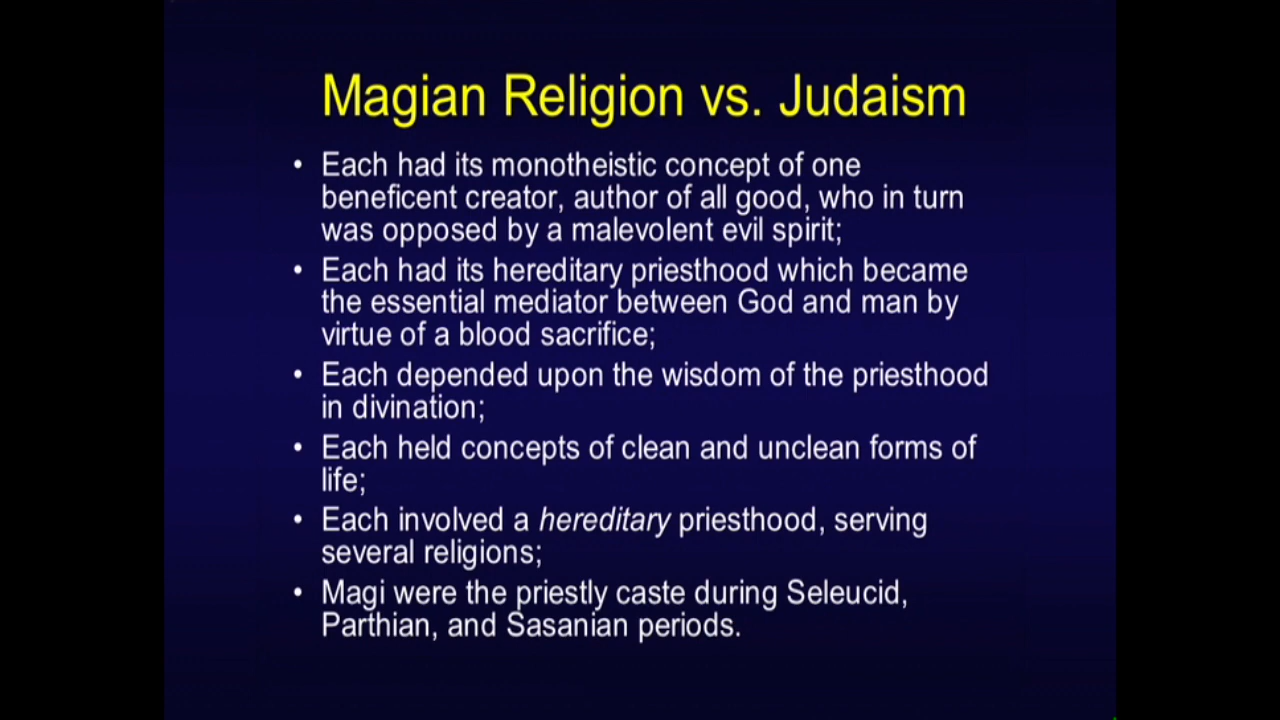 Magian Religion vs. Judaism
• Each had its monotheistic concept of one
beneficent creator, author of all good, who in turn
was opposed by a malevolent evil spirit;
• Each had its hereditary priesthood which became
the essential mediator between God and man by
virtue of a blood sacrifice;
• Each depended upon the wisdom of the priesthood
in divination;
• Each held concepts of clean and unclean forms of
life;
• Each involved a hereditary priesthood, serving
several religions;
• Magi were the priestly caste during Seleucid,
Parthian, and Sasanian periods.